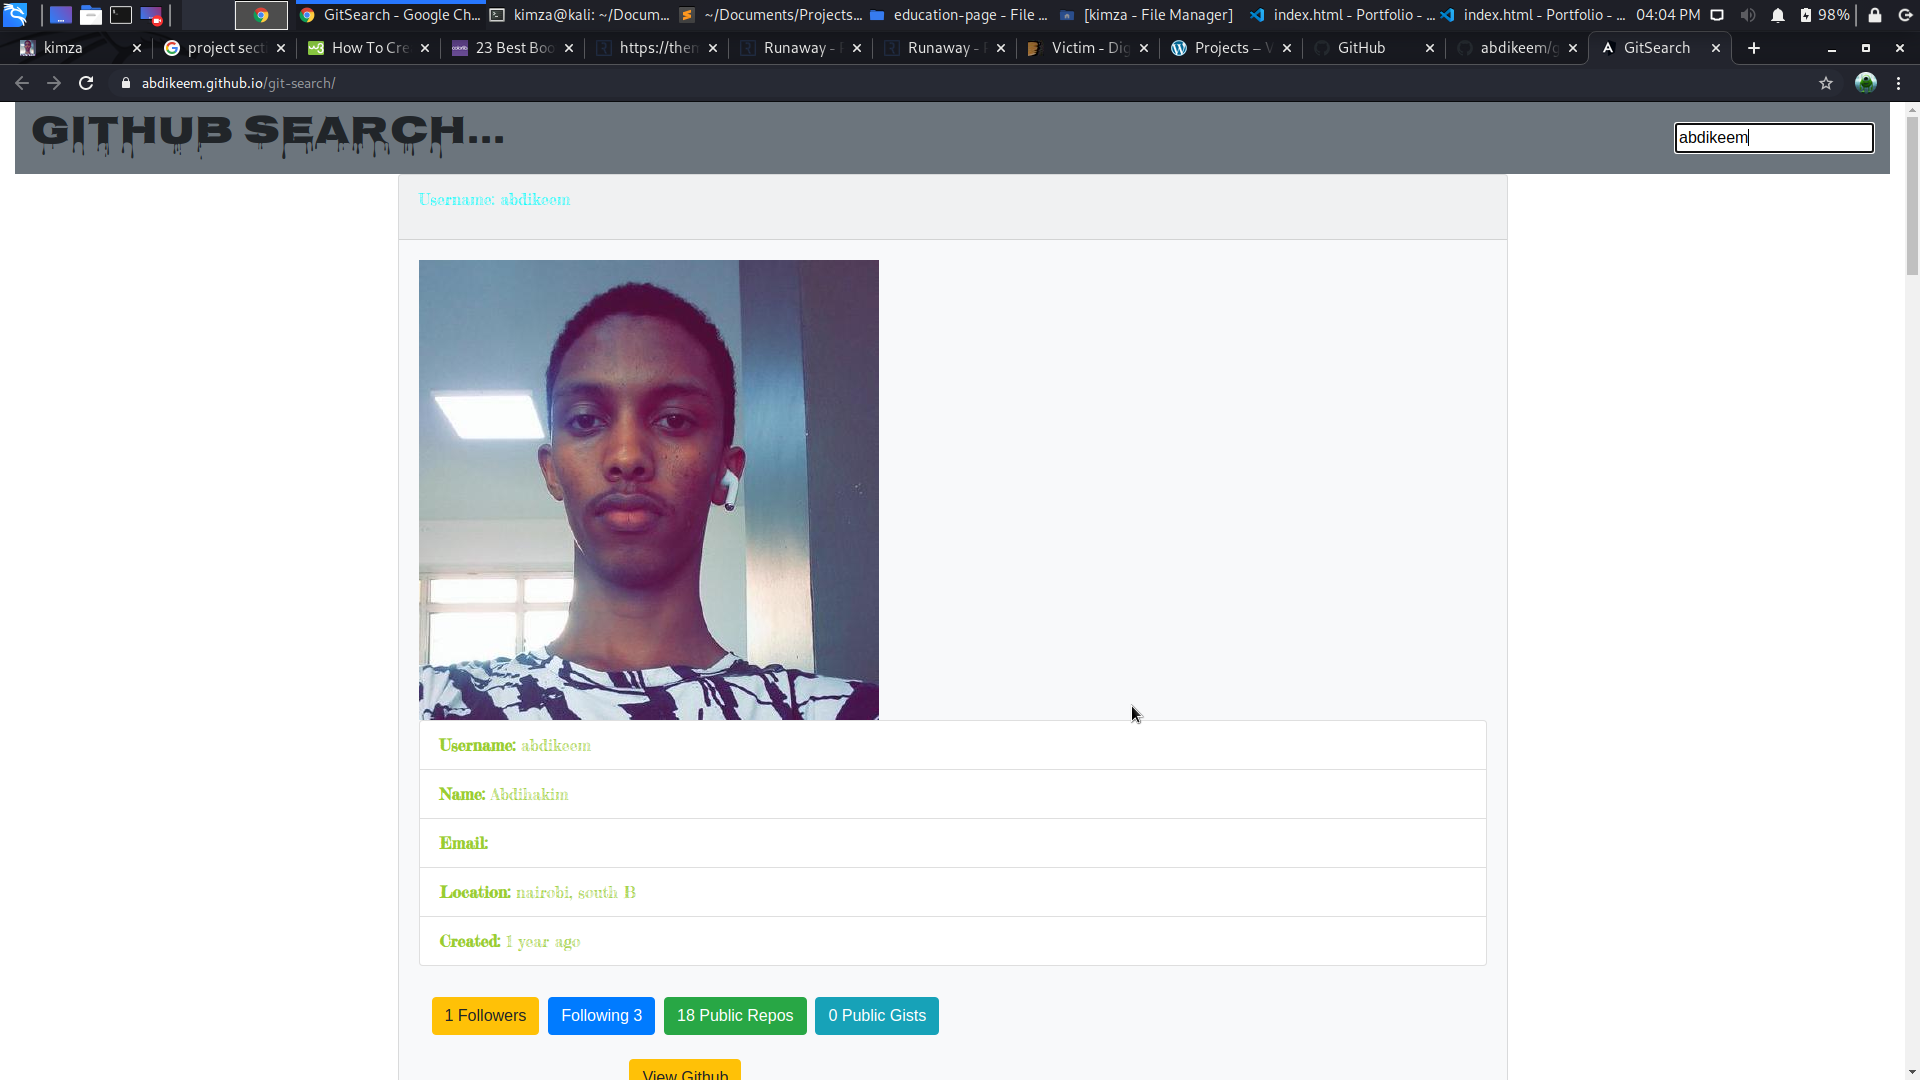 GitSearch - Google Ch...
kimza@kali: ~/Docum...
~/Documents/Projects...
education-page - File ...
[kimza - File Manager]
index.html - Portfolio - ...
index.html - Portfolio - ...
04:04 PM
98%
kimza
project sect
How To Cre
23 Best Boo
https://then
Runaway -
Runaway -
Victim - Dig
Projects –
GitHub
abdikeem/g
GitSearch
abdikeem.github.io/git-search/
GITHUB SEARCH...
abdikeem
Username: abdikeem
Username: abdikeem
Name: Abdihakim
Email:
Location: nairobi, south B
Created: 1 year ago
1 Followers
Following 3
18 Public Repos
0 Public Gists
View Github